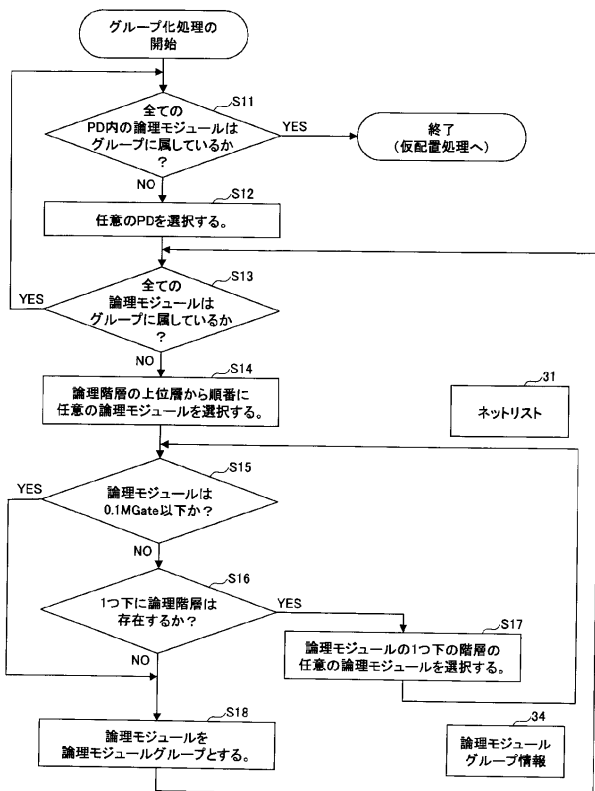 グループ化処理の
開始
S11
全ての
PD内の論理モジュールは
グループに属しているか
?
YES
終了
(仮配置処理へ)
NO
S12
任意のPDを選択する。
S13
全ての
論理モジュールは
グループに属しているか
?
YES
NO
S14
論理階層の上位層から順番に
任意の論理モジュールを選択する。
31
ネットリスト
S15
論理モジュールは
0.1MGate以下か?
YES
NO
S16
1つ下に論理階層は
存在するか?
YES
S17
論理モジュールの1つ下の階層の
任意の論理モジュールを選択する。
NO
S18
論理モジュールを
論理モジュールグループとする。
34
論理モジュール
グループ情報